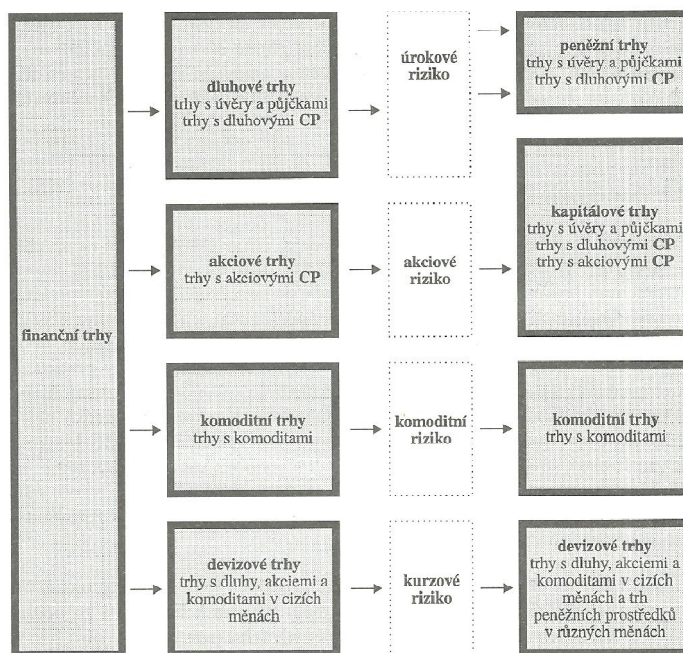 finanční trhy
dluhové trhy
trhy s úvěry a půjčkami
trhy s dluhovými CP
akciové trhy
trhy s akciovými CP
komoditní trhy
trhy s komoditami
devizové trhy
trhy s dluhy, akciemi a
komoditami v cizích
měnách
úrokové
riziko
akciové
riziko
komoditní
riziko
kurzové
riziko
peněžní trhy
trhy s úvěry a půjčkami
trhy s dluhovými CP
kapitálové trhy
trhy s úvěry a půjčkami
trhy s dluhovými CP
trhy s akciovými CP
komoditní trhy
trhy s komoditami
devizové trhy
trhy s dluhy, akciemi a
komoditami v cizích
měnách a trh
peněžních prostředků
v různých měnách